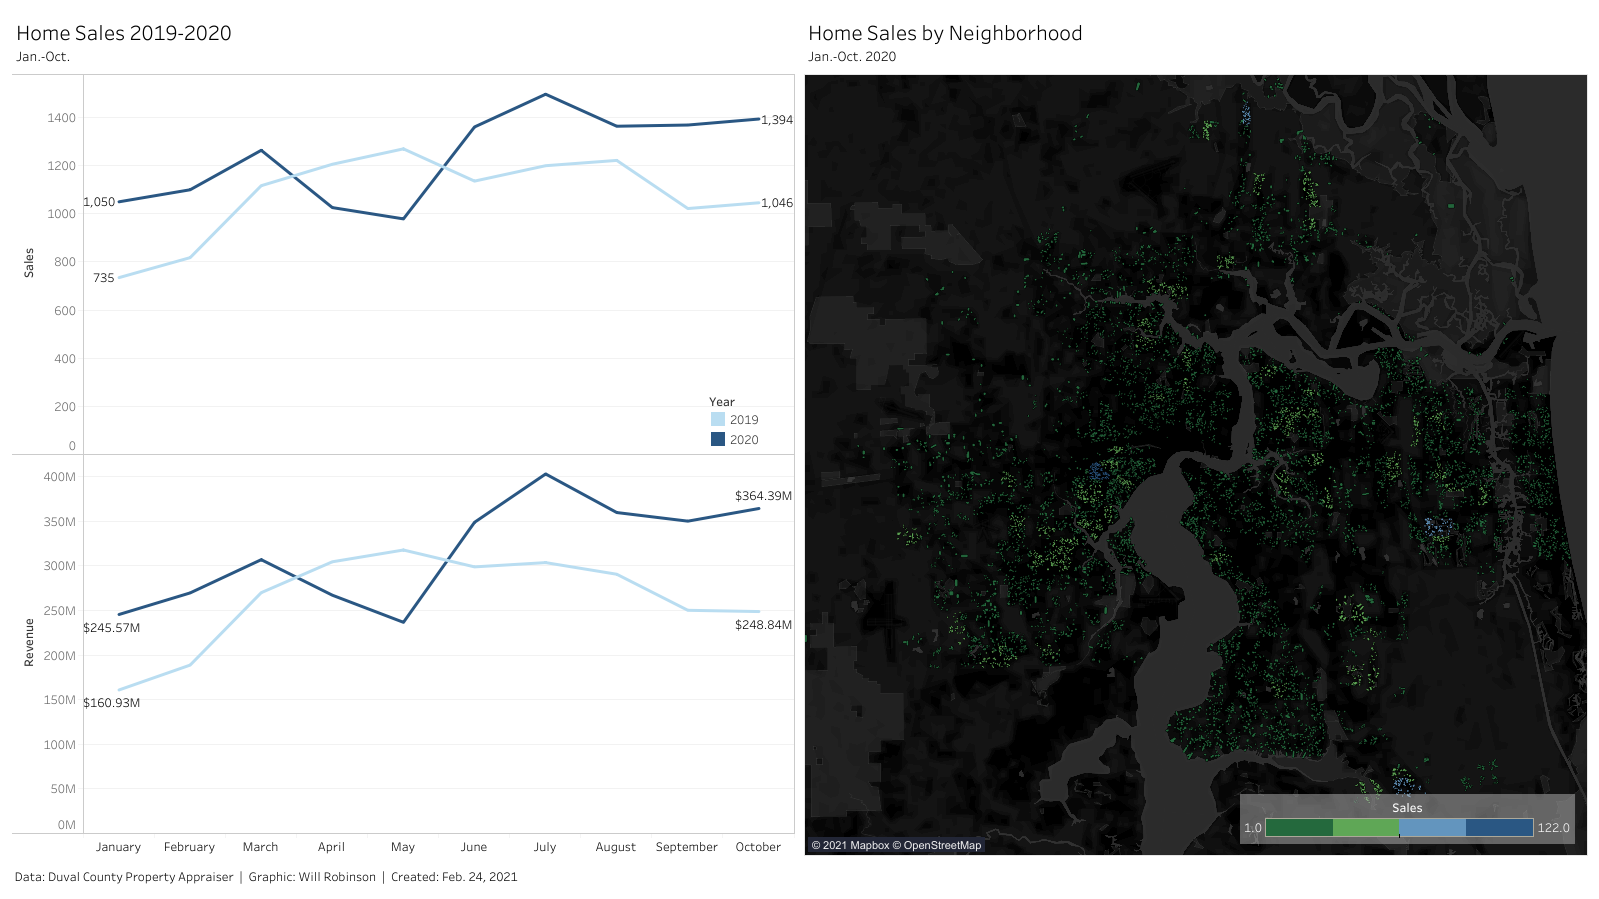 Home Sales 2019-2020
Jan.-Oct.
1400
1200
1000
800
600
400
200
0
Sales
1,050
735
1,394
1,046
Year
2019
2020
400M
350M
300M
250M
200M
150M
100M
50M
0M
Revenue
$245.57M
$160.93M
$364.39M
$248.84M
January February March April May June July August September October
Data: Duval County Property Appraiser | Graphic: Will Robinson | Created: Feb. 24, 2021
Home Sales by Neighborhood
Jan.-Oct. 2020
Sales
1.0 122.0
© 2021 Mapbox © OpenStreetMap